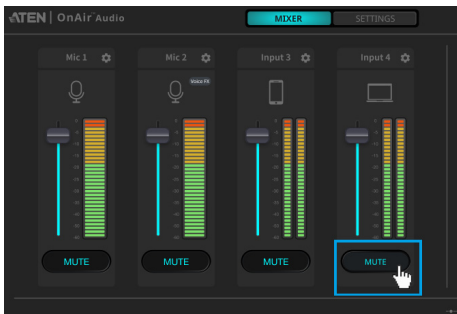 ATEN OnAir Audio
MIXER SETTINGS
Mic 1 Mic 2 Input 3 Input 4
Voice FX
MUTE MUTE MUTE MUTE